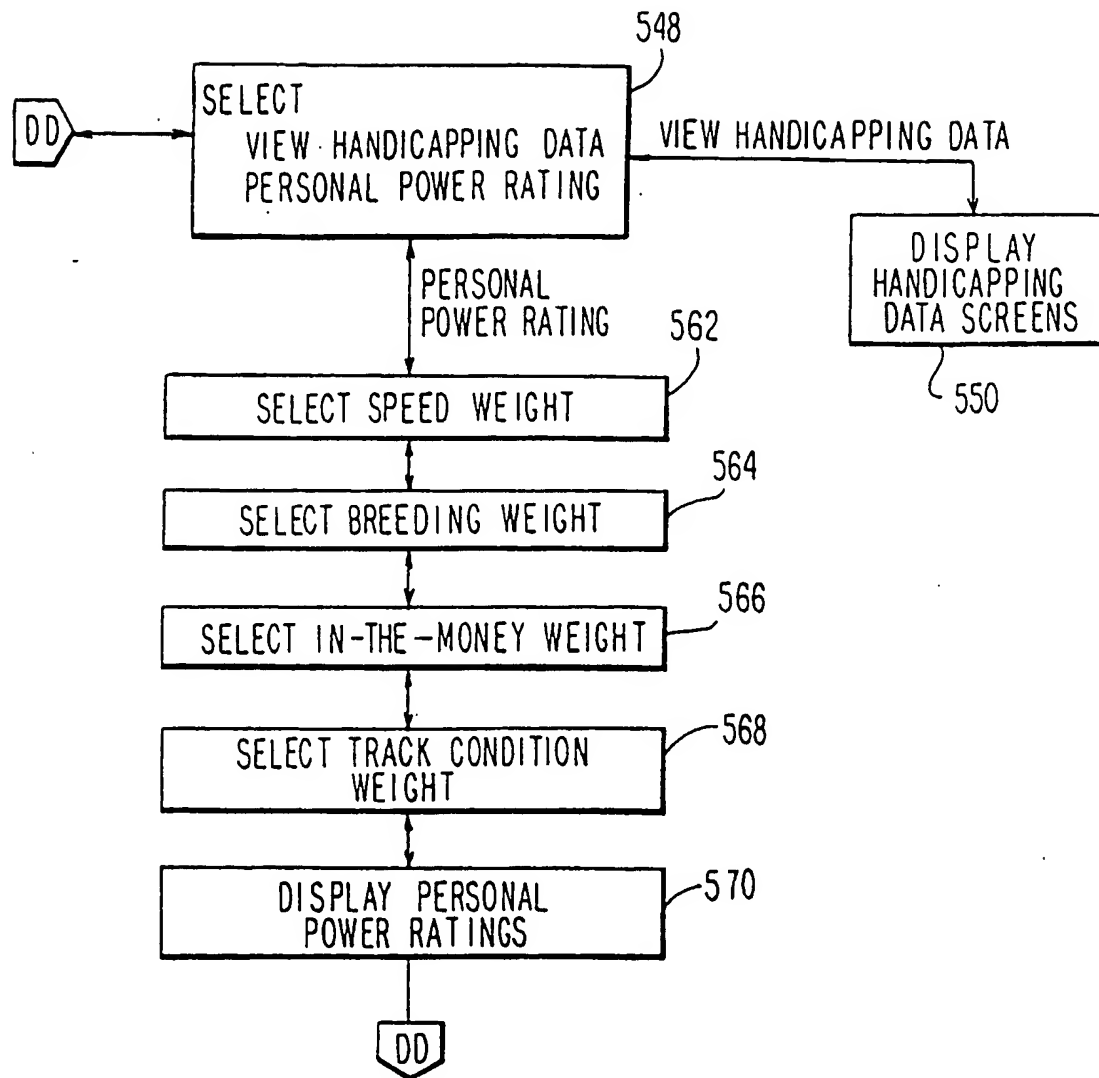 548
DD
SELECT
VIEW HANDICAPPING DATA
PERSONAL POWER RATING
VIEW HANDICAPPING DATA
DISPLAY
HANDICAPPING
DATA SCREENS
550
PERSONAL
POWER RATING
562
SELECT SPEED WEIGHT
564
SELECT BREEDING WEIGHT
566
SELECT IN-THE-MONEY WEIGHT
568
SELECT TRACK CONDITION
WEIGHT
570
DISPLAY PERSONAL
POWER RATINGS
DD